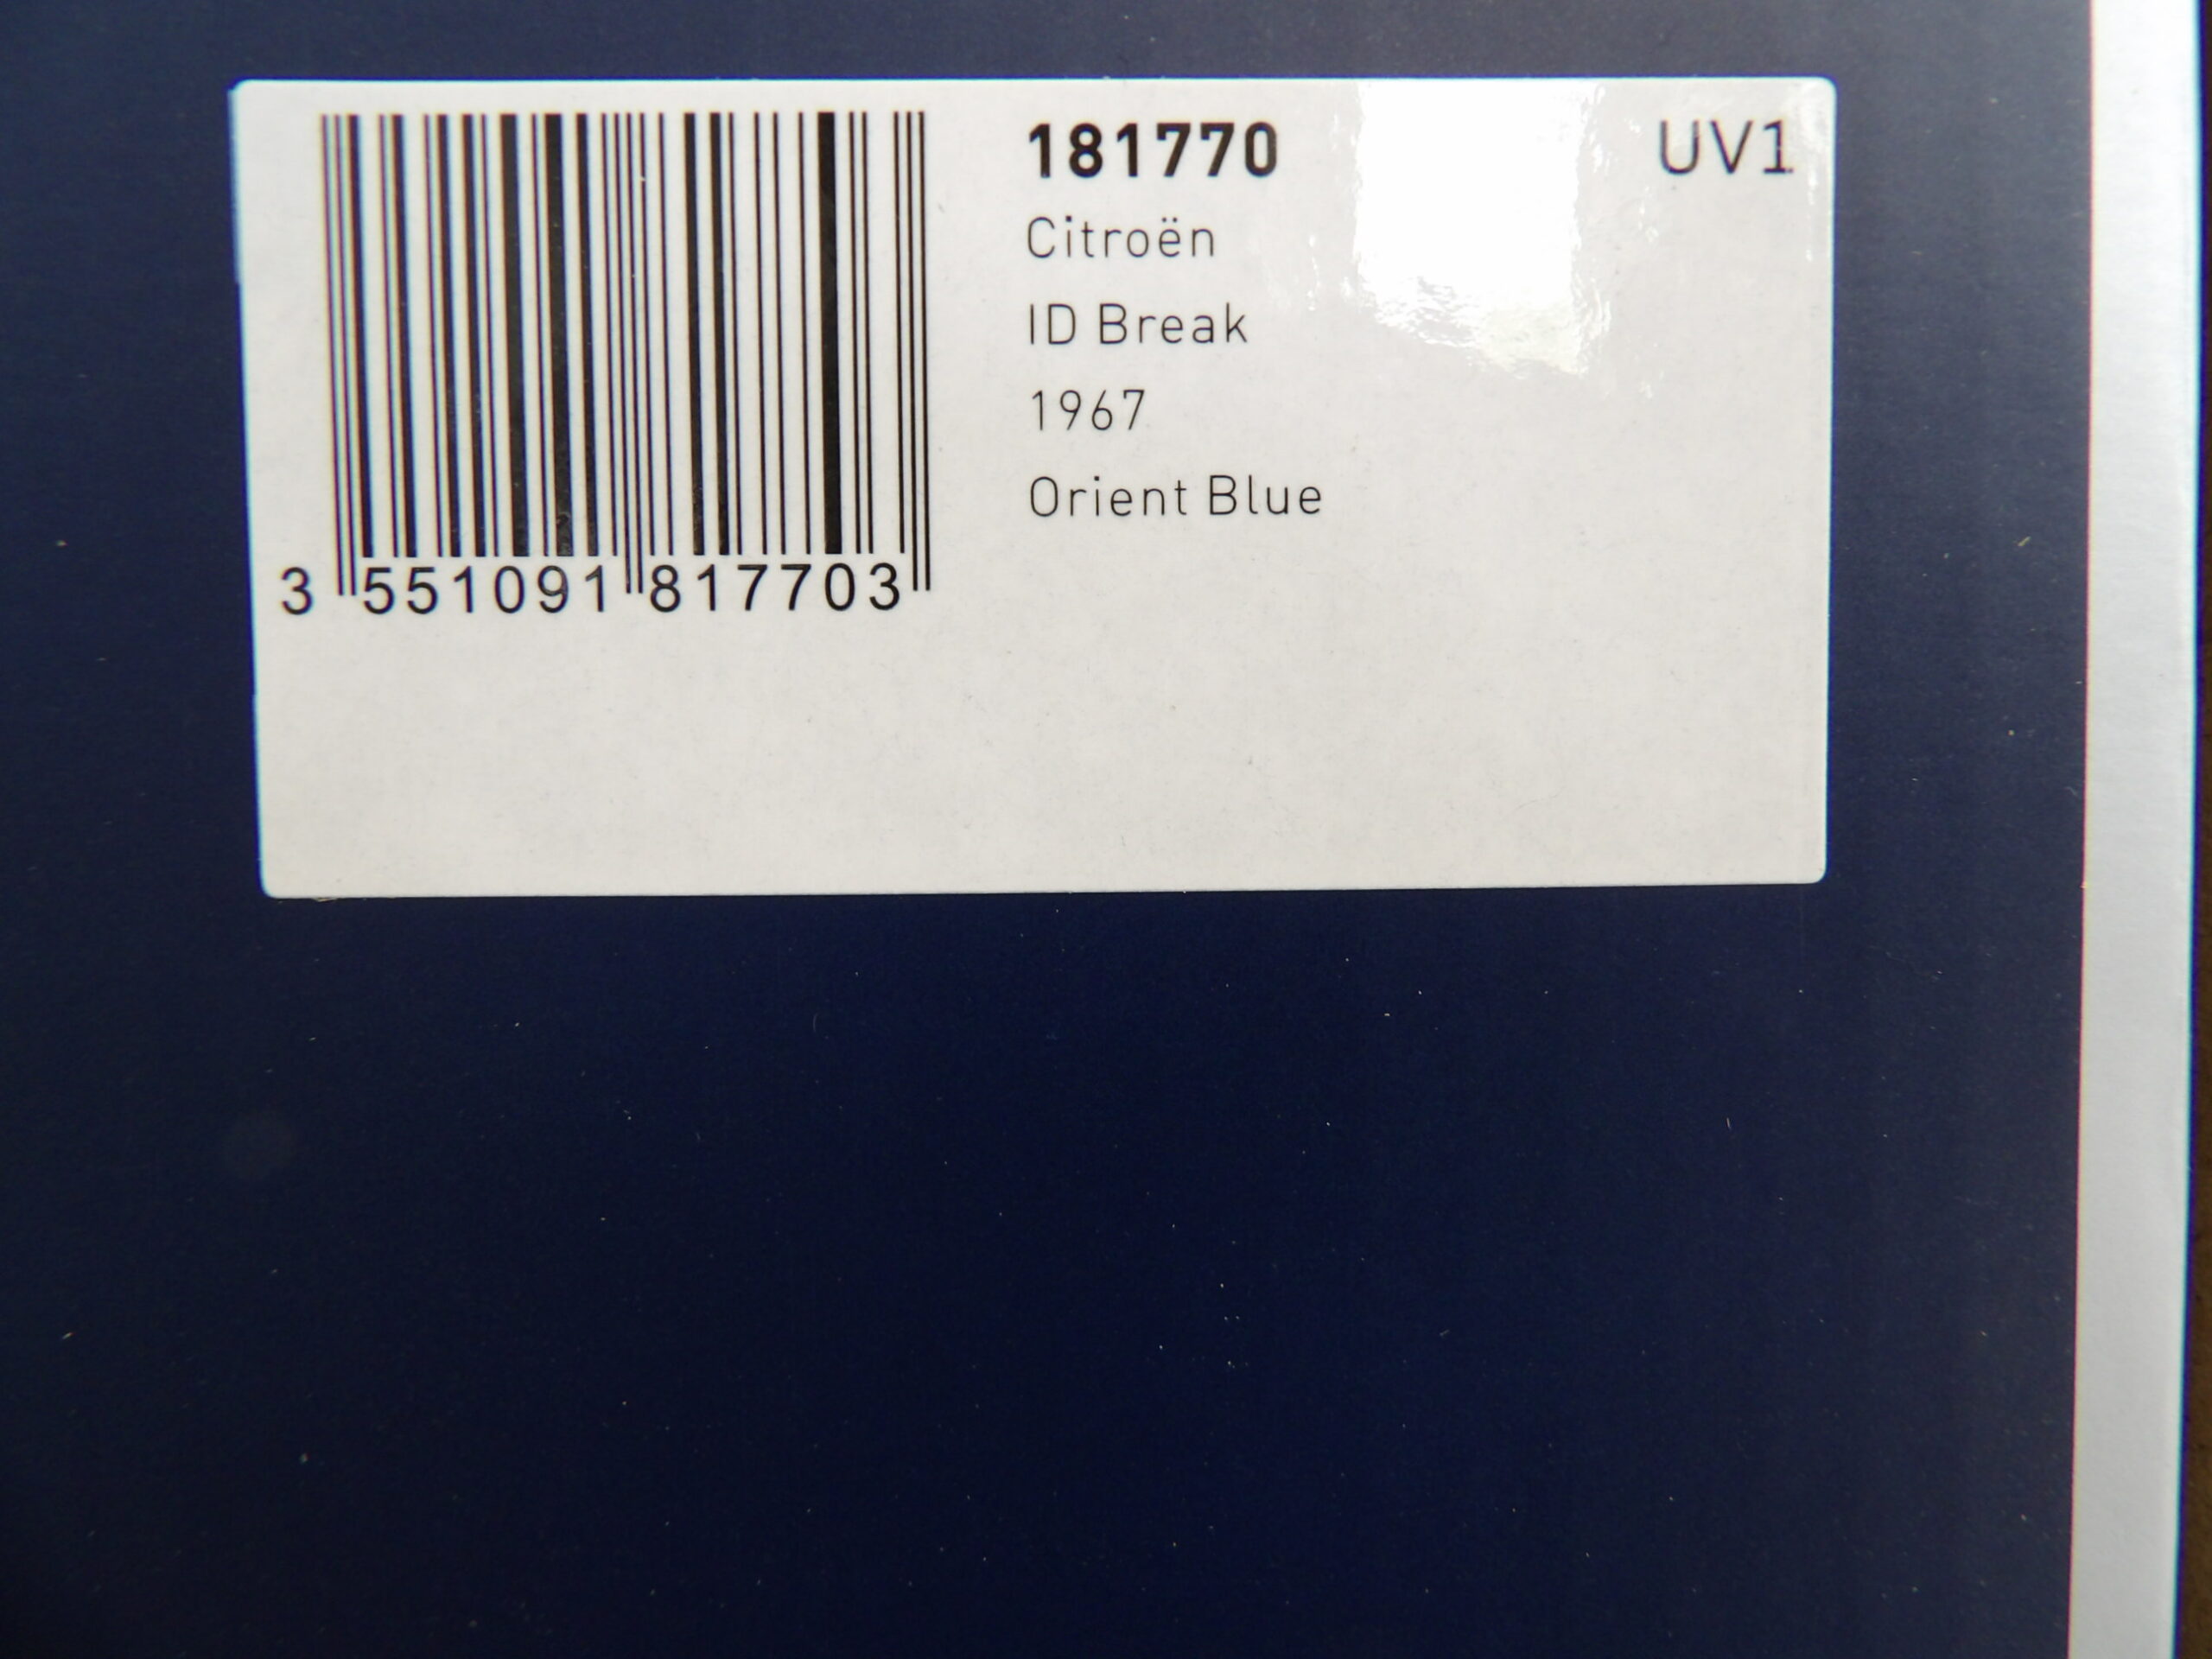 181770
UV1
Citroën
ID Break
1967
Orient Blue
3 551091 817703